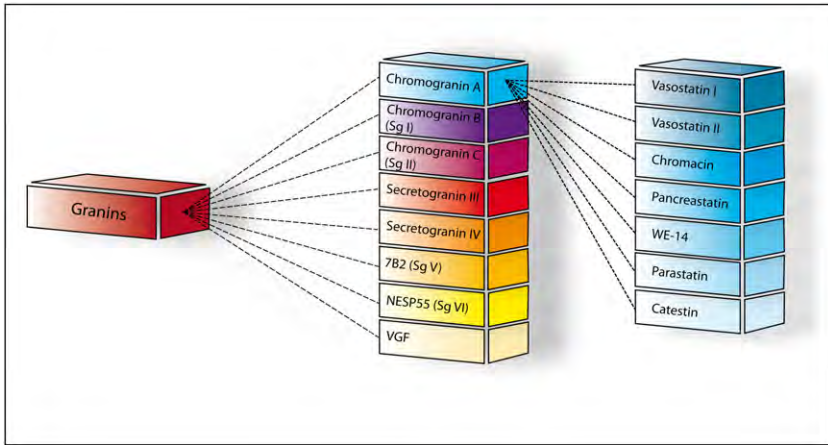 Granins
Chromogranin A
Chromogranin B
(Sg I)
Chromogranin C
(Sg II)
Secretogranin III
Secretogranin IV
7B2 (Sg V)
NESP55 (Sg VI)
VGF
Vasostatin I
Vasostatin II
Chromacin
Pancreastatin
WE-14
Parastatin
Catestin